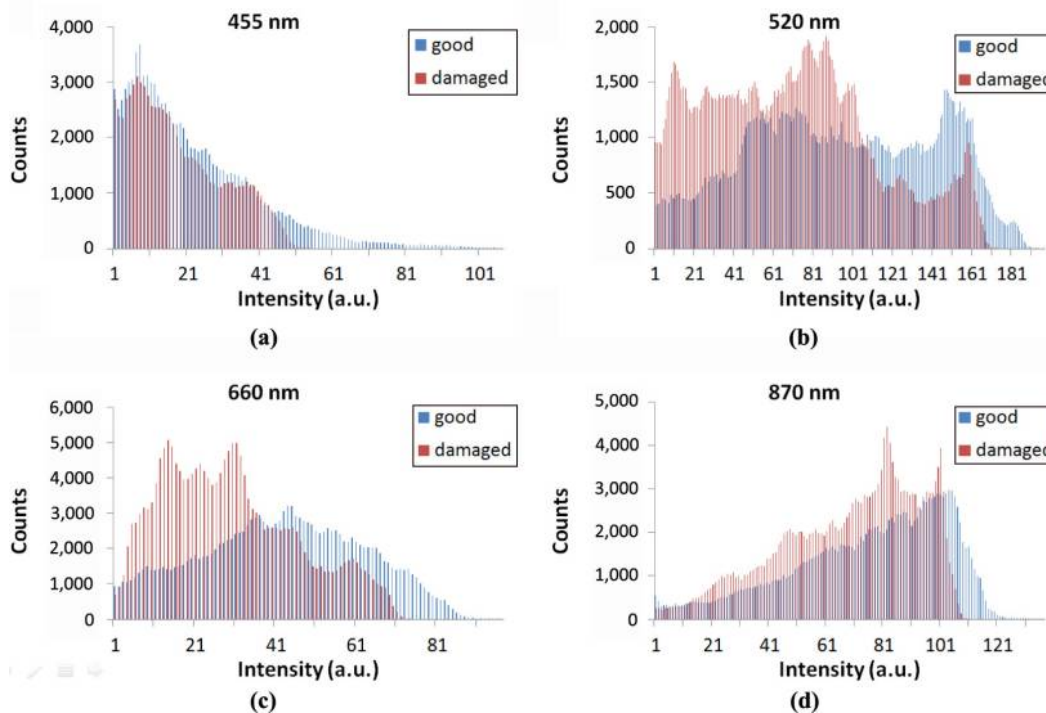 455 nm
4,000
3,000
2,000
1,000
0
Counts
good
damaged
1 21 41 61 81 101
Intensity (a.u.)
(a)
520 nm
2,000
1,500
1,000
500
0
Counts
good
damaged
1 21 41 61 81 101 121 141 161 181
Intensity (a.u.)
(b)
660 nm
6,000
5,000
4,000
3,000
2,000
1,000
0
Counts
good
damaged
1 21 41 61 81
Intensity (a.u.)
(c)
870 nm
5,000
4,000
3,000
2,000
1,000
0
Counts
good
damaged
1 21 41 61 81 101 121
Intensity (a.u.)
(d)